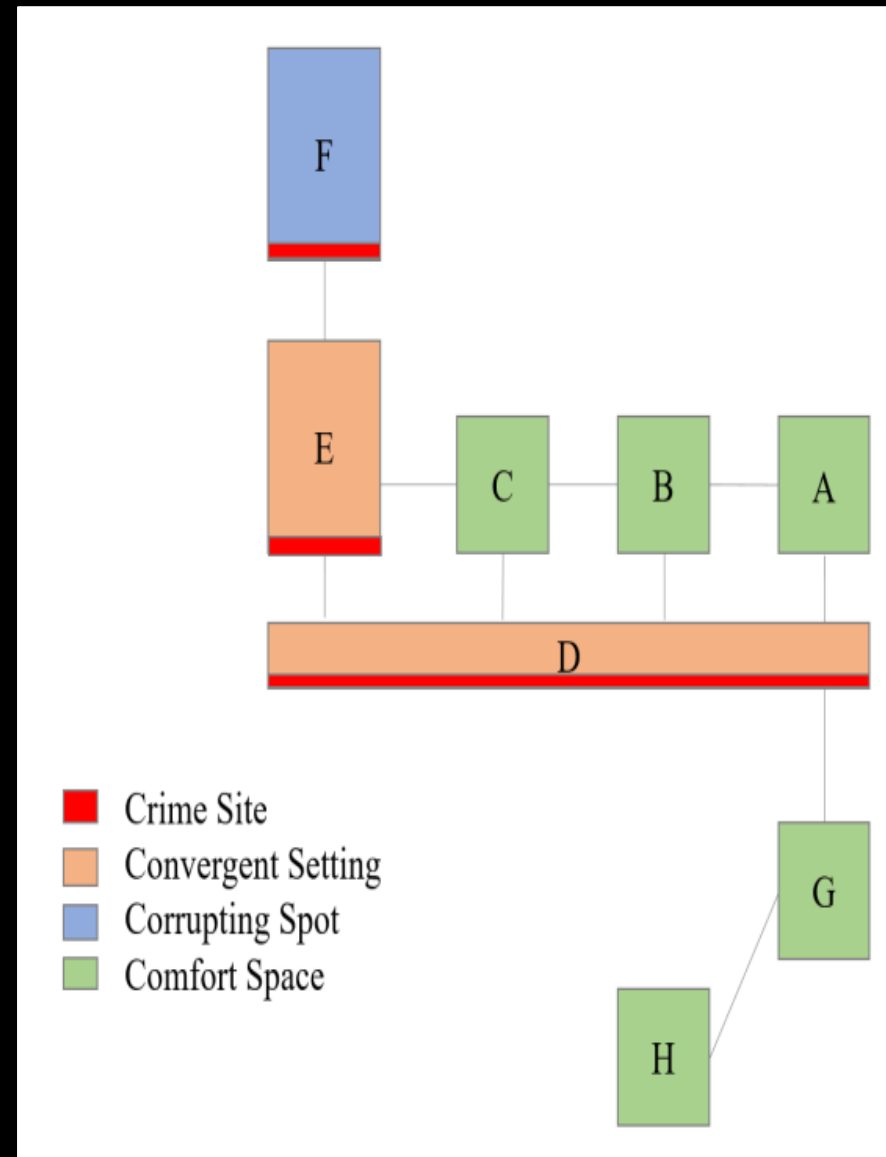 F
E
C
B
A
D
Crime Site
Convergent Setting
Corrupting Spot
Comfort Space
G
H